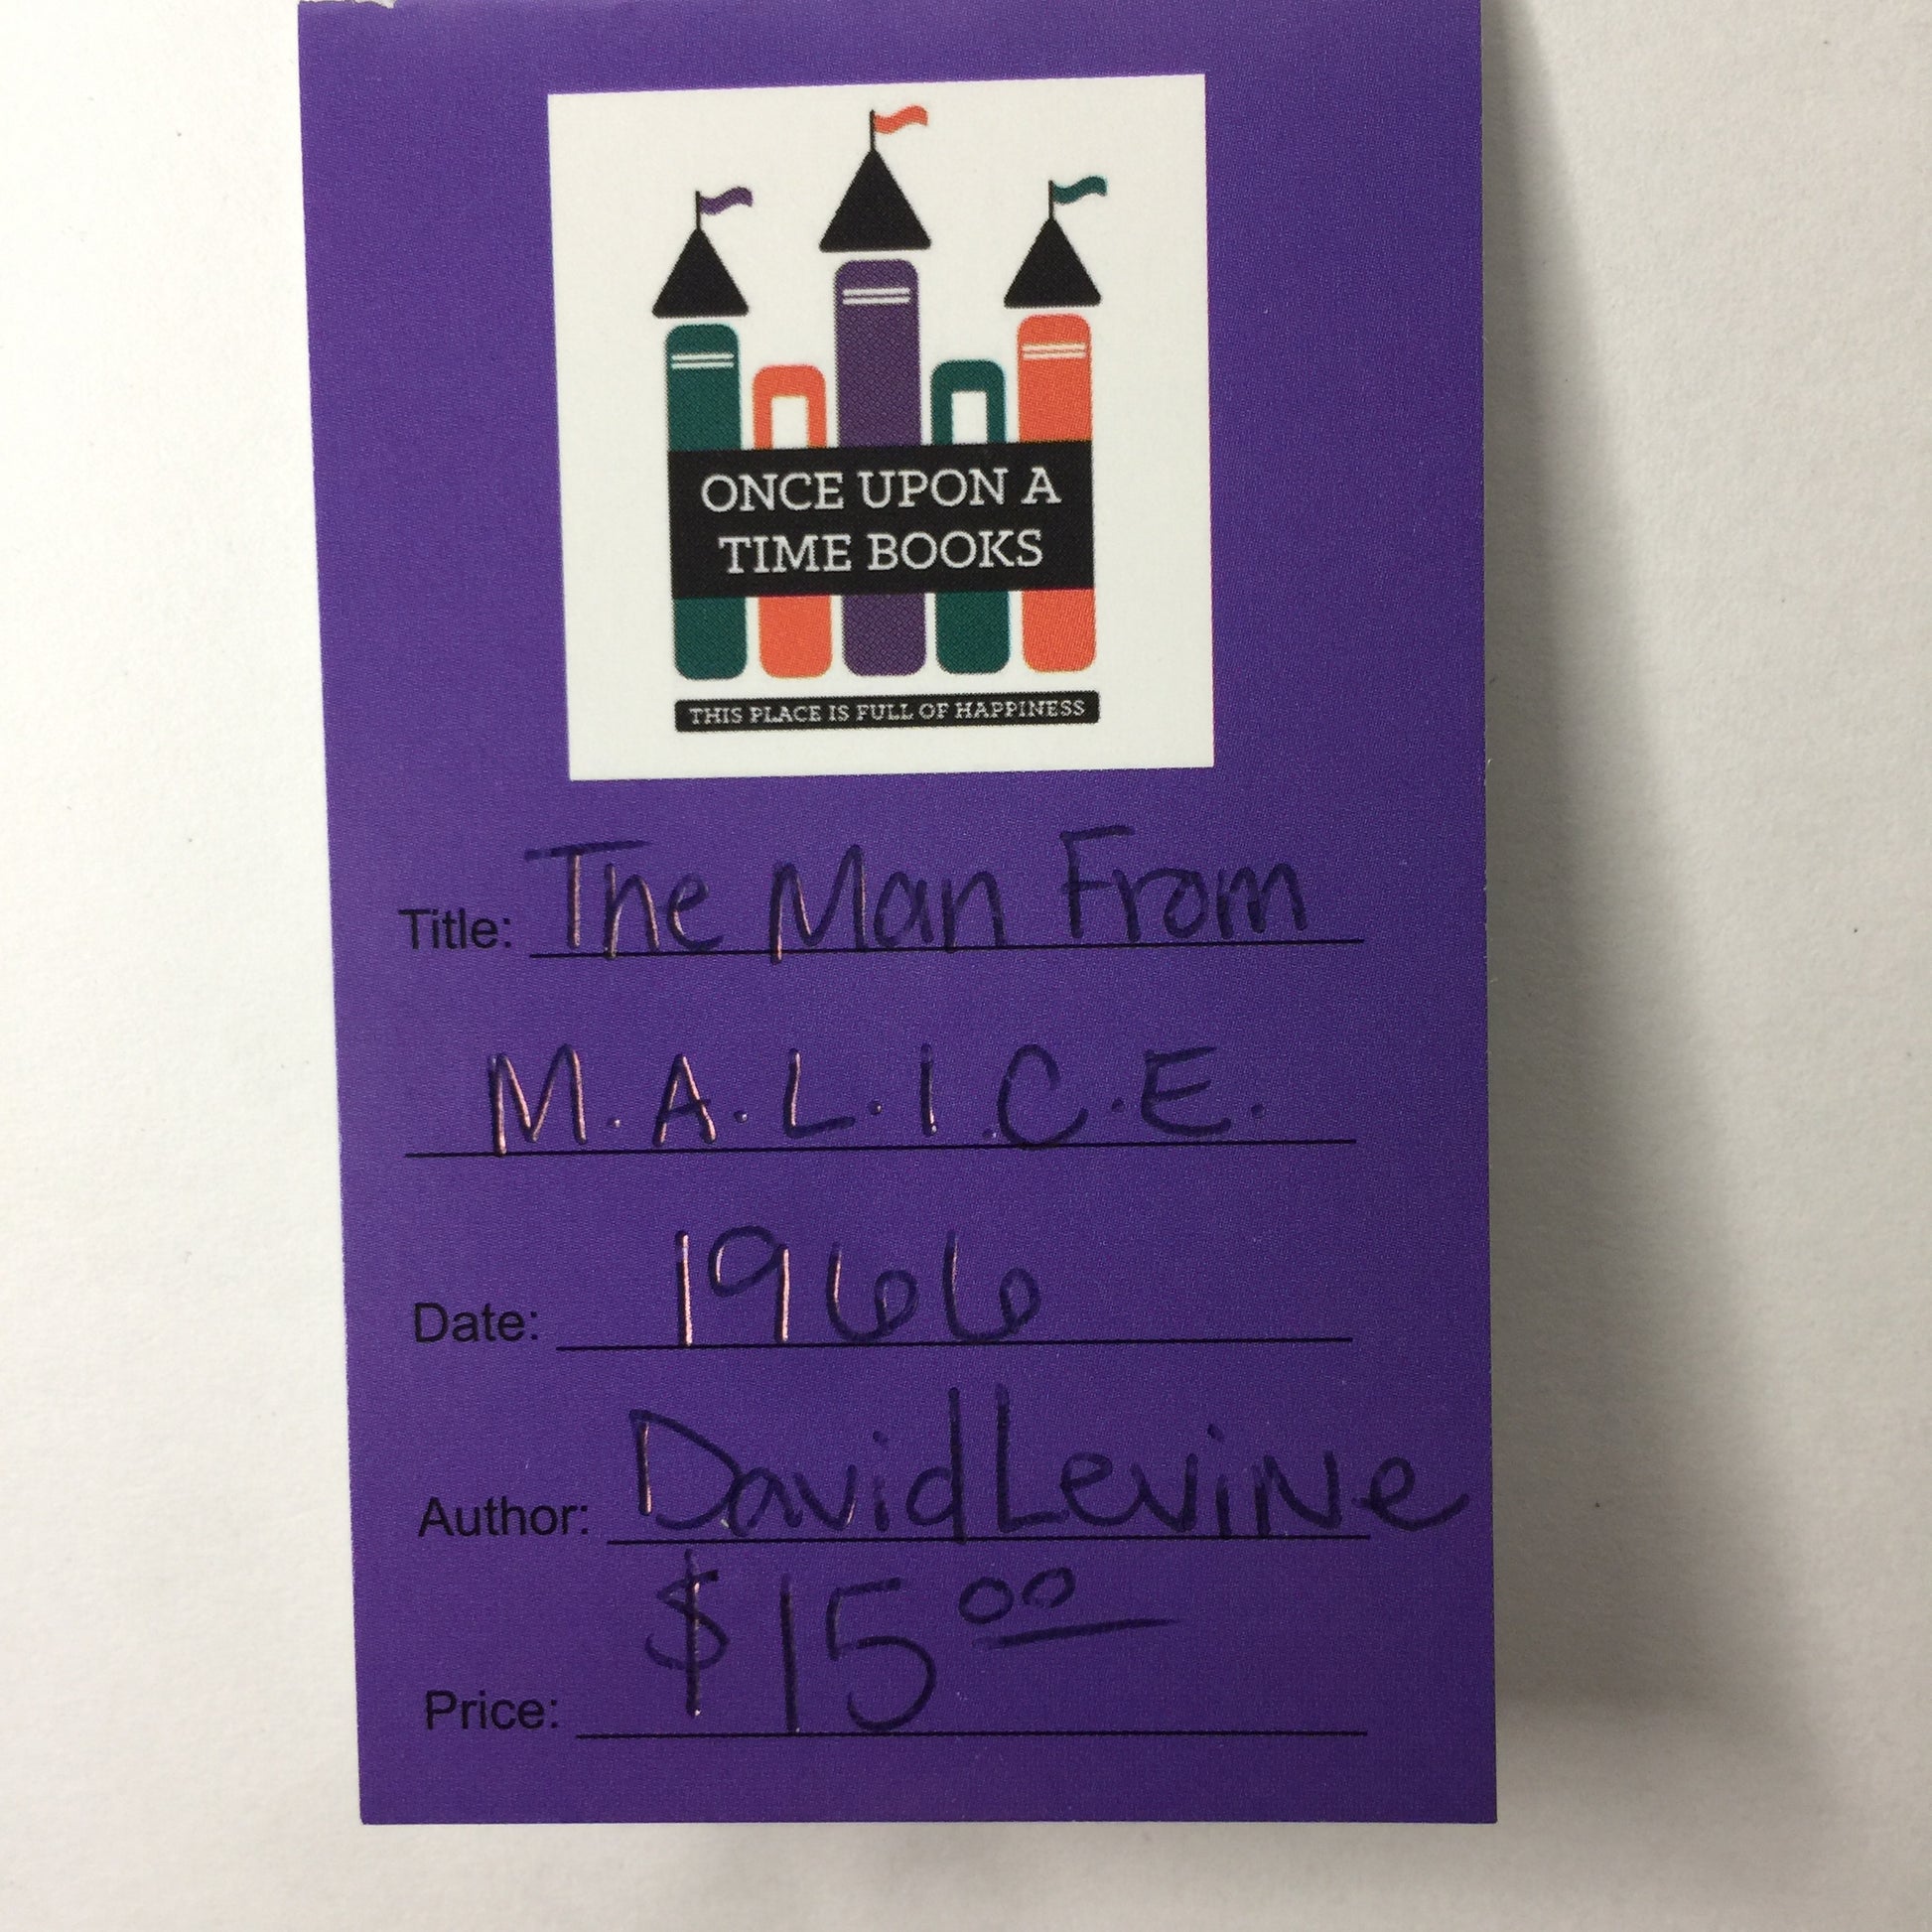 ONCE UPON A
TIME BOOKS
THIS PLACE IS FULL OF HAPPINESS
Title: The Man From
M.A.L.I.C.E.
Date: 1966
Author: David Levine
Price: $15 00